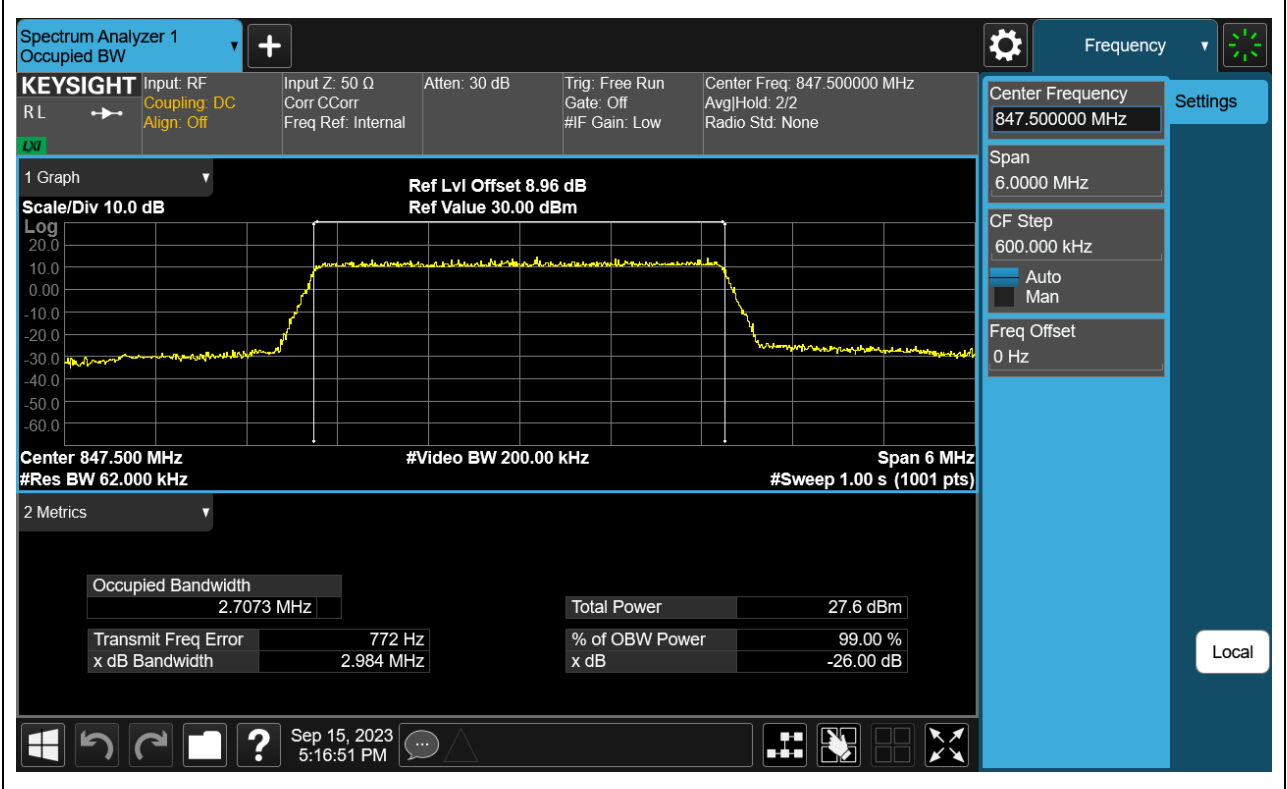 Spectrum Analyzer 1
Occupied BW
Frequency
KEYSIGHT
R L
LXI
Input: RF
Coupling: DC
Align: Off
Input Z: 50 Ω
Corr CCorr
Freq Ref: Internal
Atten: 30 dB
Trig: Free Run
Gate: Off
#IF Gain: Low
Center Freq: 847.500000 MHz
Avg|Hold: 2/2
Radio Std: None
Center Frequency
847.500000 MHz
Settings
Span
6.0000 MHz
CF Step
600.000 kHz
Auto
Man
Freq Offset
0 Hz
1 Graph
Scale/Div 10.0 dB
Ref Lvl Offset 8.96 dB
Ref Value 30.00 dBm
Log
20.0
10.0
0.00
-10.0
-20.0
-30.0
-40.0
-50.0
-60.0
Center 847.500 MHz
#Video BW 200.00 kHz
Span 6 MHz
#Res BW 62.000 kHz
#Sweep 1.00 s (1001 pts)
2 Metrics
Occupied Bandwidth
2.7073 MHz
Total Power 27.6 dBm
Transmit Freq Error 772 Hz
% of OBW Power 99.00 %
x dB Bandwidth 2.984 MHz
x dB -26.00 dB
Local
?
Sep 15, 2023
5:16:51 PM